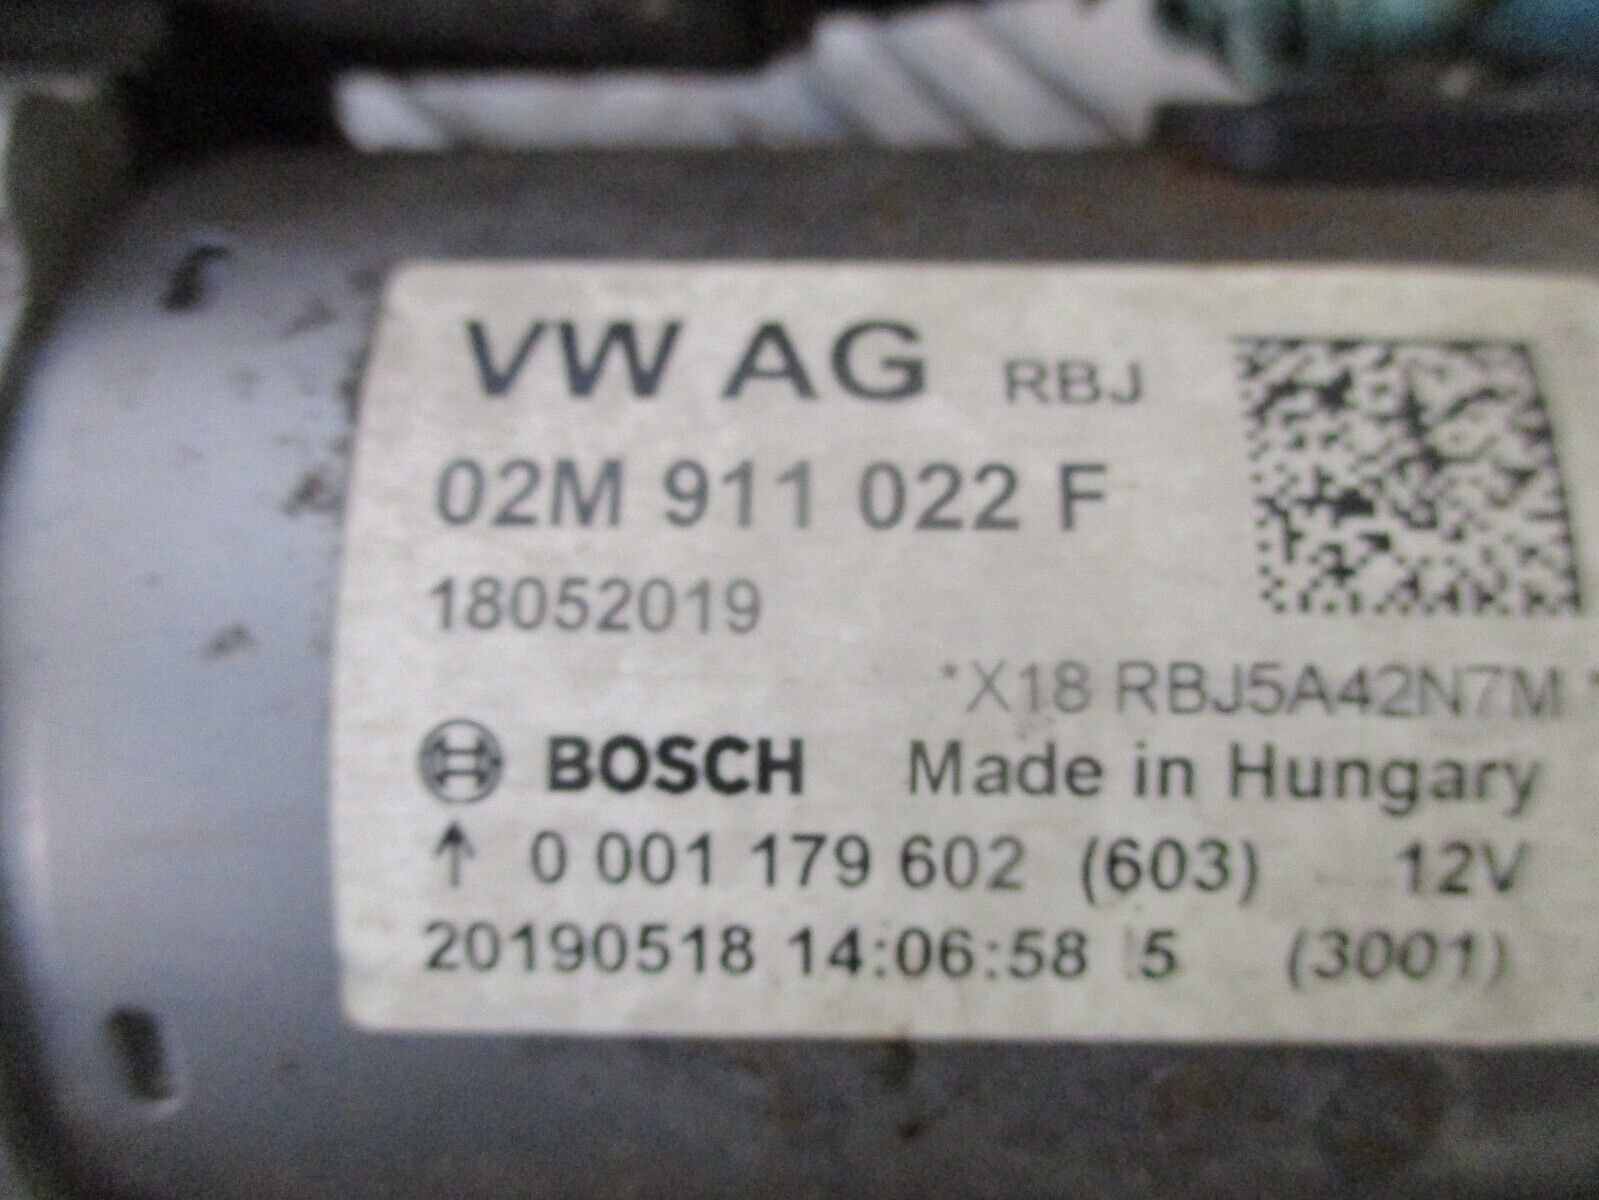 VW AG RBJ
02M 911 022 F
18052019
*X18 RBJ5A42N7M *
BOSCH Made in Hungary
↑ 0 001 179 602 (603) 12V
20190518 14:06:58 5 (3001)